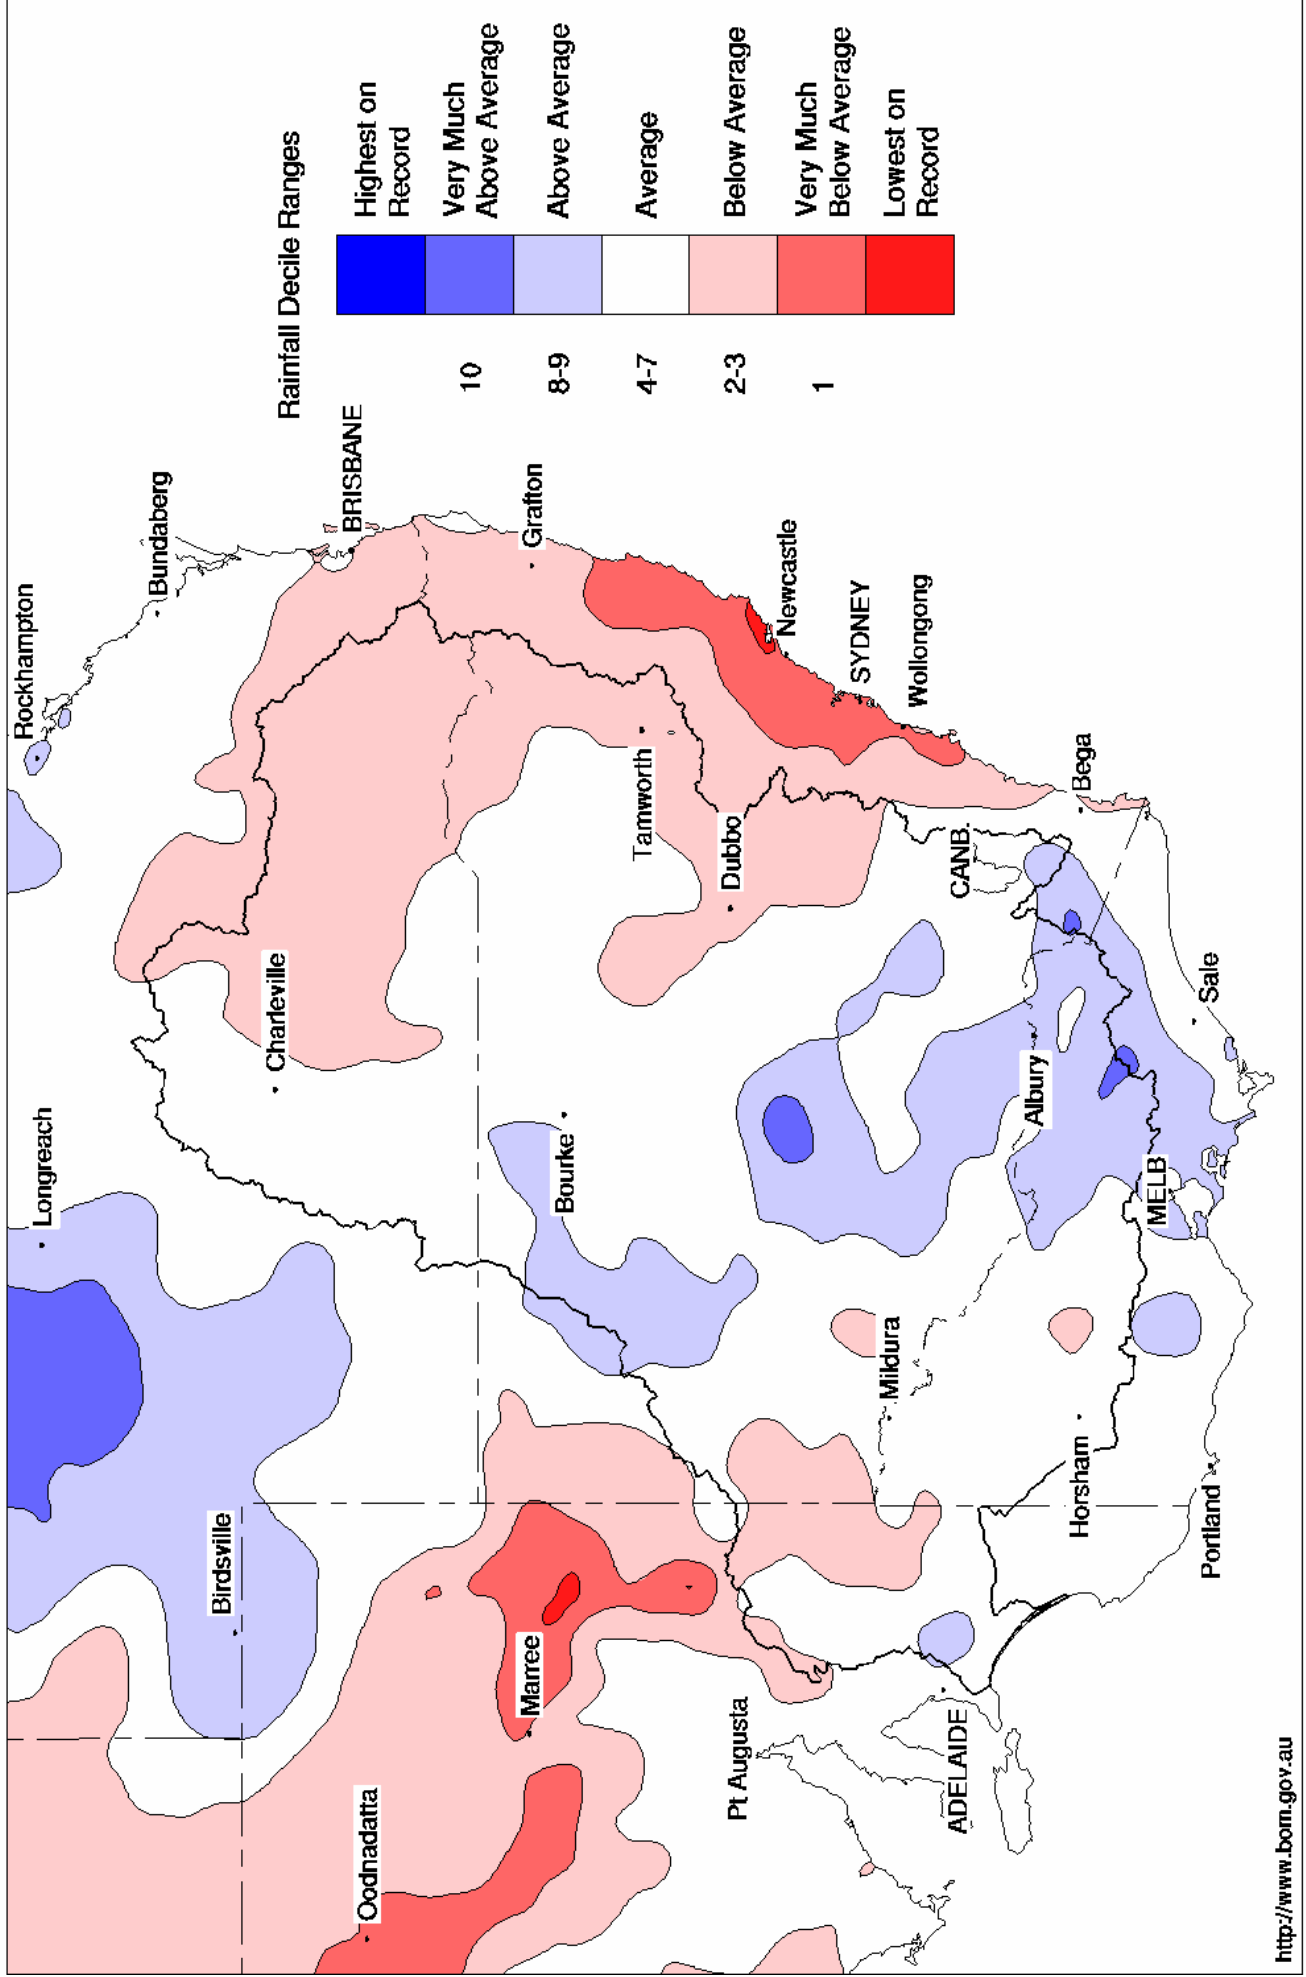 Rainfall Decile Ranges
Highest on
Record
10
Very Much
Above Average
8-9
Above Average
4-7
Average
2-3
Below Average
1
Very Much
Below Average
Lowest on
Record
Longreach
Rockhampton
Bundaberg
Birdsville
Charleville
BRISBANE
Oodnadatta
Marree
Bourke
Grafton
Tamworth
Pt Augusta
Dubbo
Newcastle
Mildura
SYDNEY
Wollongong
ADELAIDE
CANB.
Albury
Bega
Horsham
MELB
Portland
Sale
http://www.bom.gov.au